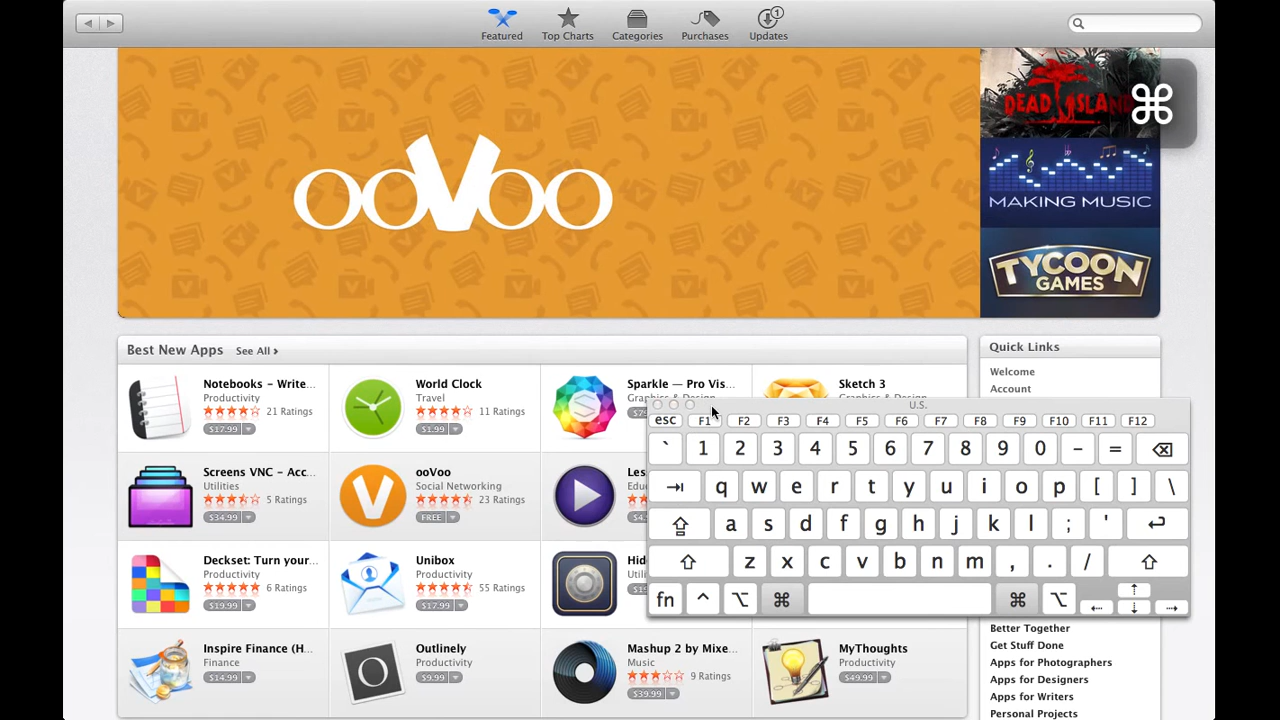 Featured
Top Charts
Categories
Purchases
1
Updates
ooVoo
DEAD ISLAND
⌘
MAKING MUSIC
TYCOON
GAMES
Best New Apps See All ›
Quick Links
Welcome
Account
Notebooks – Write...
Productivity
21 Ratings
$17.99
World Clock
Travel
11 Ratings
$1.99
Sparkle — Pro Vis...
Graphics & Design
Sketch 3
Screens VNC – Acc...
Utilities
5 Ratings
$34.99
ooVoo
Social Networking
23 Ratings
FREE
Deckset: Turn your...
Productivity
6 Ratings
$19.99
Unibox
Productivity
55 Ratings
$17.99
Inspire Finance (H...
Finance
$14.99
O
Outlinely
Productivity
$9.99
Mashup 2 by Mixe...
Music
9 Ratings
$39.99
MyThoughts
Productivity
$49.99
U.S.
esc F1 F2 F3 F4 F5 F6 F7 F8 F9 F10 F11 F12
` 1 2 3 4 5 6 7 8 9 0 – = ⌫
⇥ q w e r t y u i o p [ ] \
⇪ a s d f g h j k l ; ' ↩
⇧ z x c v b n m , . / ⇧
fn ^ ⌥ ⌘ ⌘ ⌥ ← ↑ ↓ →
Better Together
Get Stuff Done
Apps for Photographers
Apps for Designers
Apps for Writers
Personal Projects